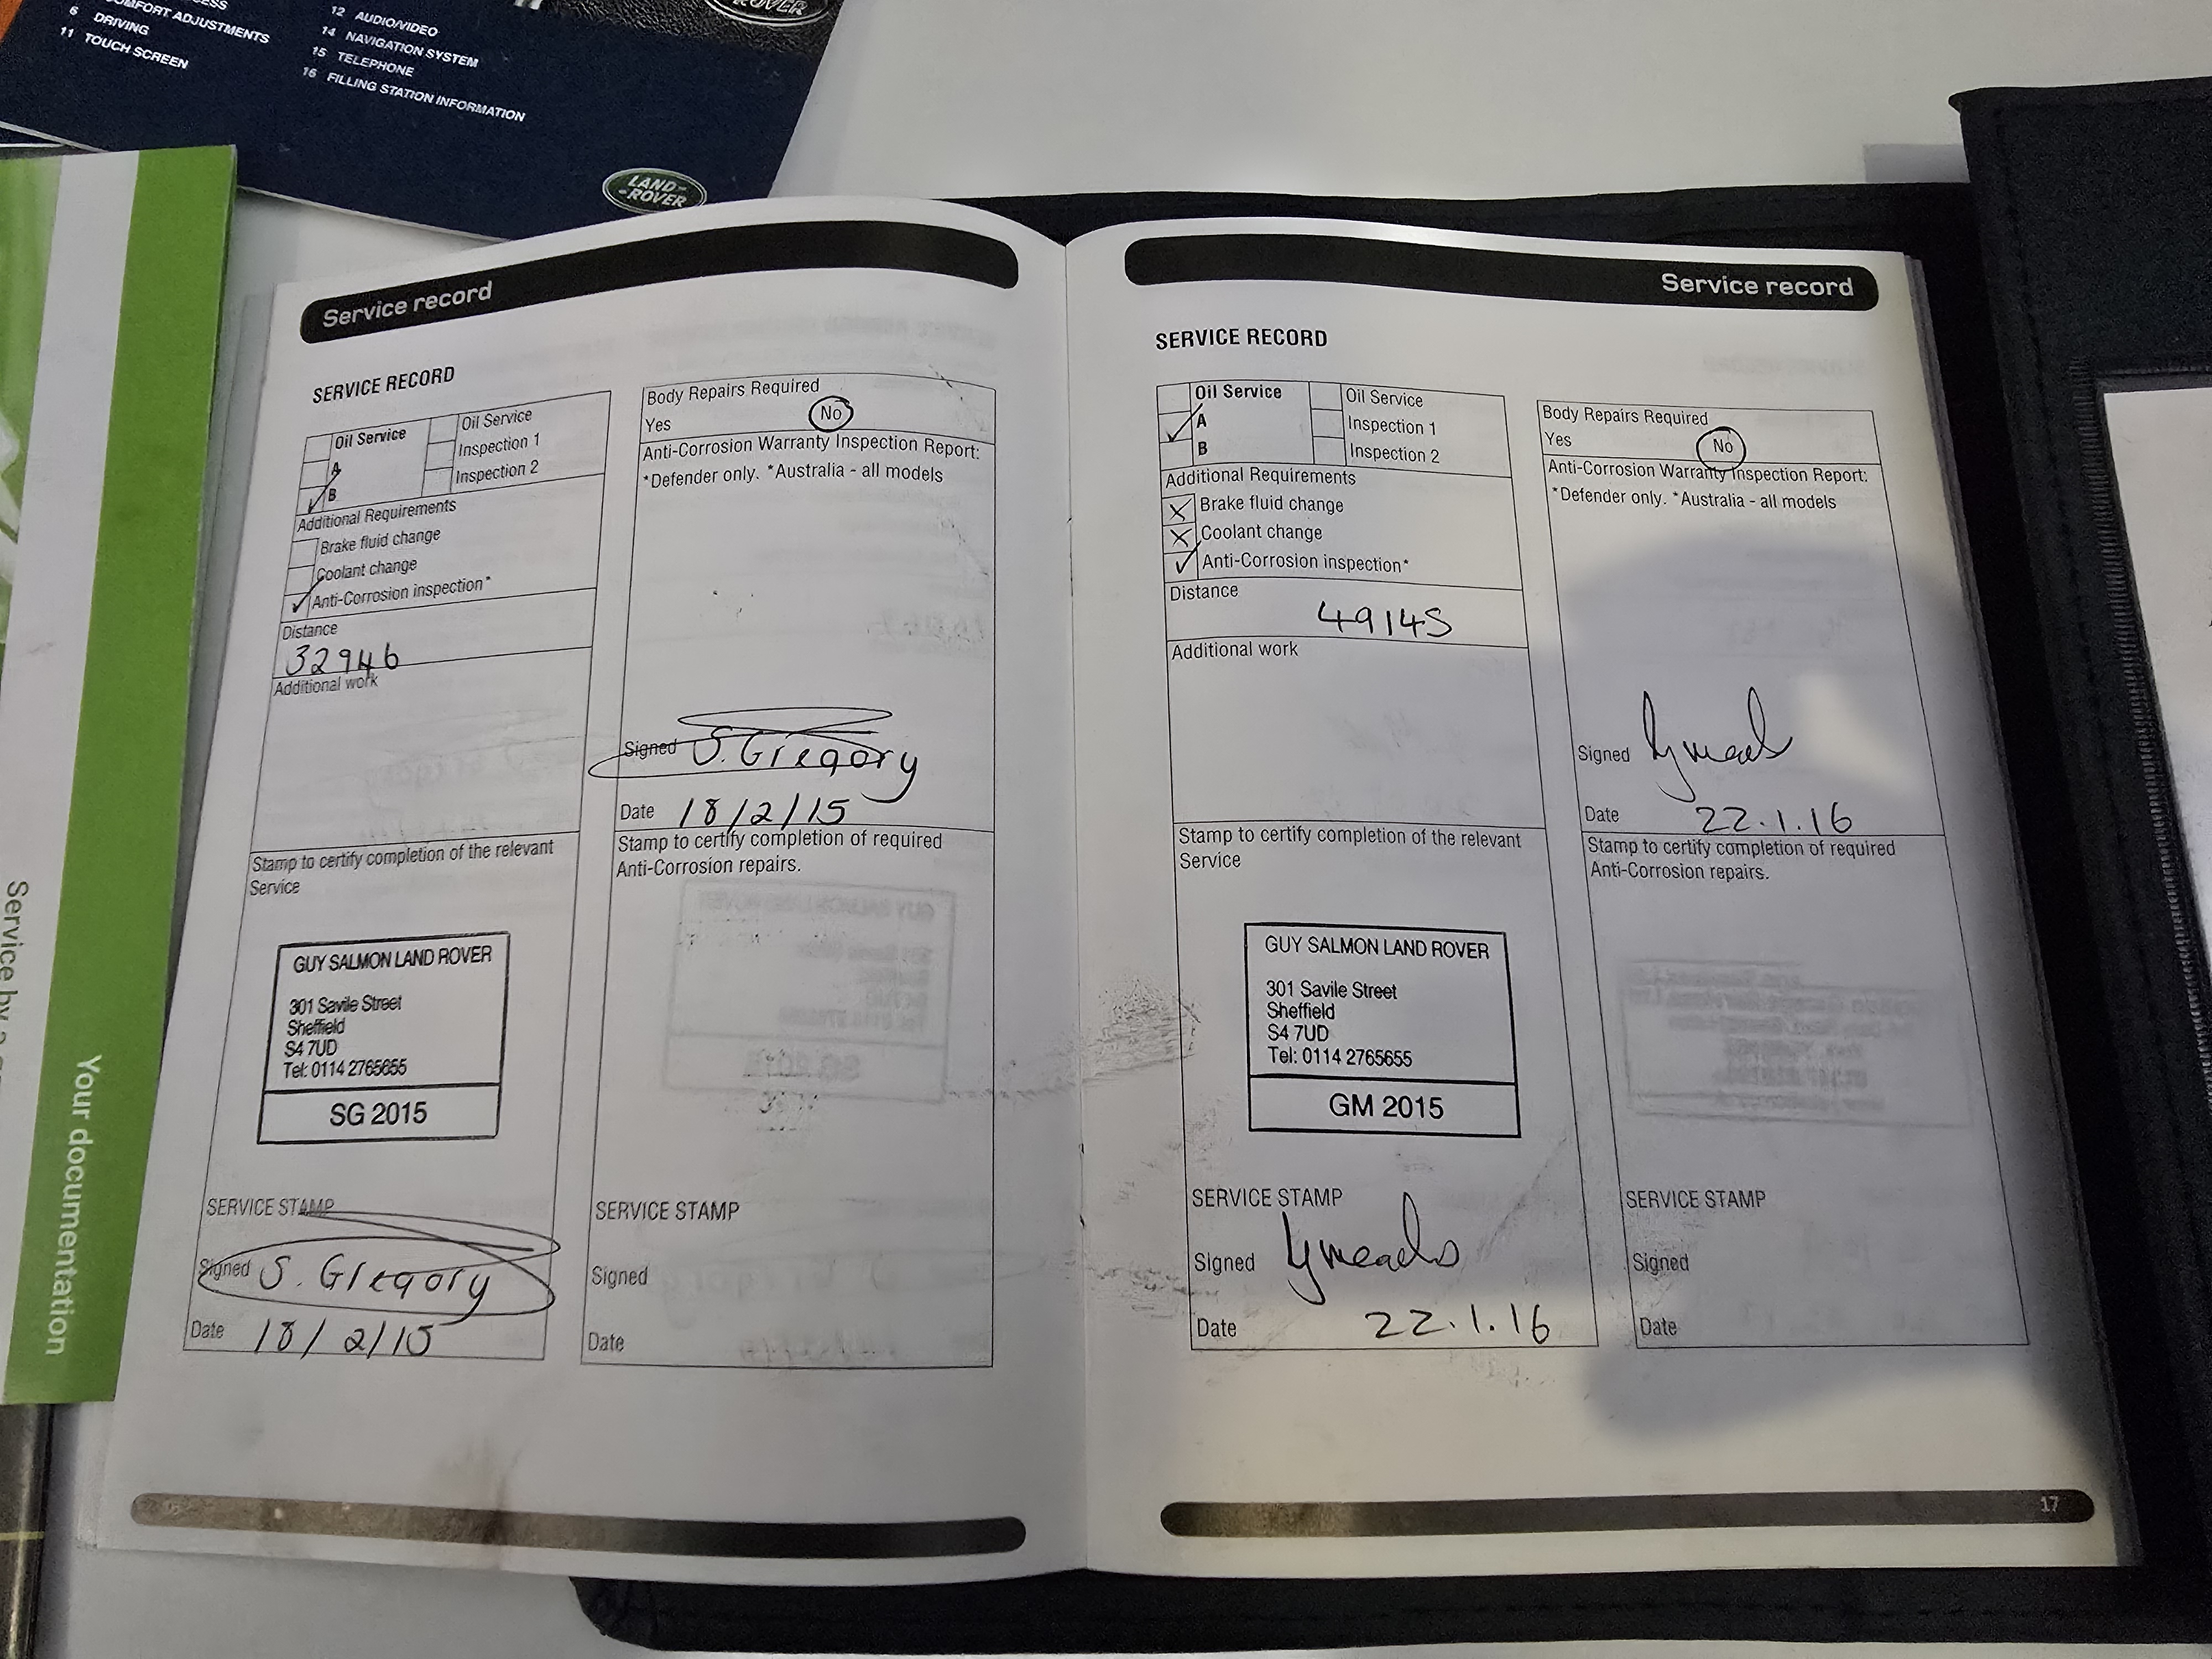 COMFORT ADJUSTMENTS
6 DRIVING
11 TOUCH SCREEN
12 AUDIO/VIDEO
14 NAVIGATION SYSTEM
15 TELEPHONE
16 FILLING STATION INFORMATION
ROVER
LAND-
-ROVER
Service by a
Your documentation
Service record
SERVICE RECORD
Oil Service
A
B
Oil Service
Inspection 1
Inspection 2
Additional Requirements
Brake fluid change
Coolant change
Anti-Corrosion inspection*
Distance
32946
Additional work
Stamp to certify completion of the relevant
Service
GUY SALMON LAND ROVER
301 Savile Street
Sheffield
S4 7UD
Tel: 0114 2765655
SG 2015
SERVICE STAMP
Signed S. Gregory
Date 18/2/15
Body Repairs Required
Yes No
Anti-Corrosion Warranty Inspection Report:
*Defender only. *Australia - all models
Signed S. Gregory
Date 18/2/15
Stamp to certify completion of required
Anti-Corrosion repairs.
SERVICE STAMP
Signed
Date
Service record
SERVICE RECORD
Oil Service
A
B
Oil Service
Inspection 1
Inspection 2
Additional Requirements
Brake fluid change
Coolant change
Anti-Corrosion inspection*
Distance
49145
Additional work
Stamp to certify completion of the relevant
Service
GUY SALMON LAND ROVER
301 Savile Street
Sheffield
S4 7UD
Tel: 0114 2765655
GM 2015
SERVICE STAMP
Signed
Date 22.1.16
Body Repairs Required
Yes No
Anti-Corrosion Warranty Inspection Report:
*Defender only. *Australia - all models
Signed
Date 22.1.16
Stamp to certify completion of required
Anti-Corrosion repairs.
SERVICE STAMP
Signed
Date
17